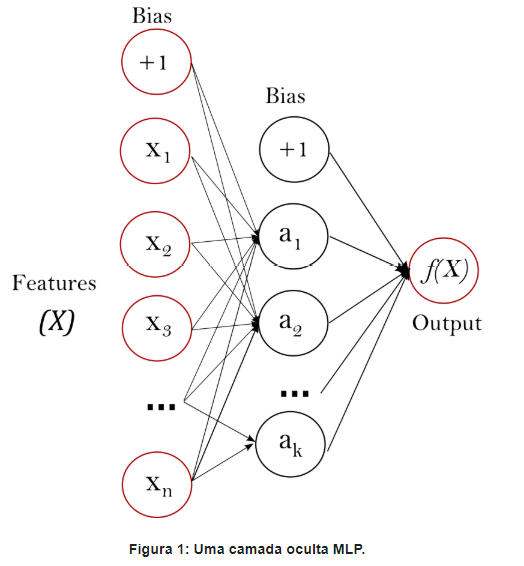 Bias
+1
Bias
x1
+1
x2
a1
Features
(X)
x3
a2
f(X)
Output
...
...
ak
xn
Figura 1: Uma camada oculta MLP.